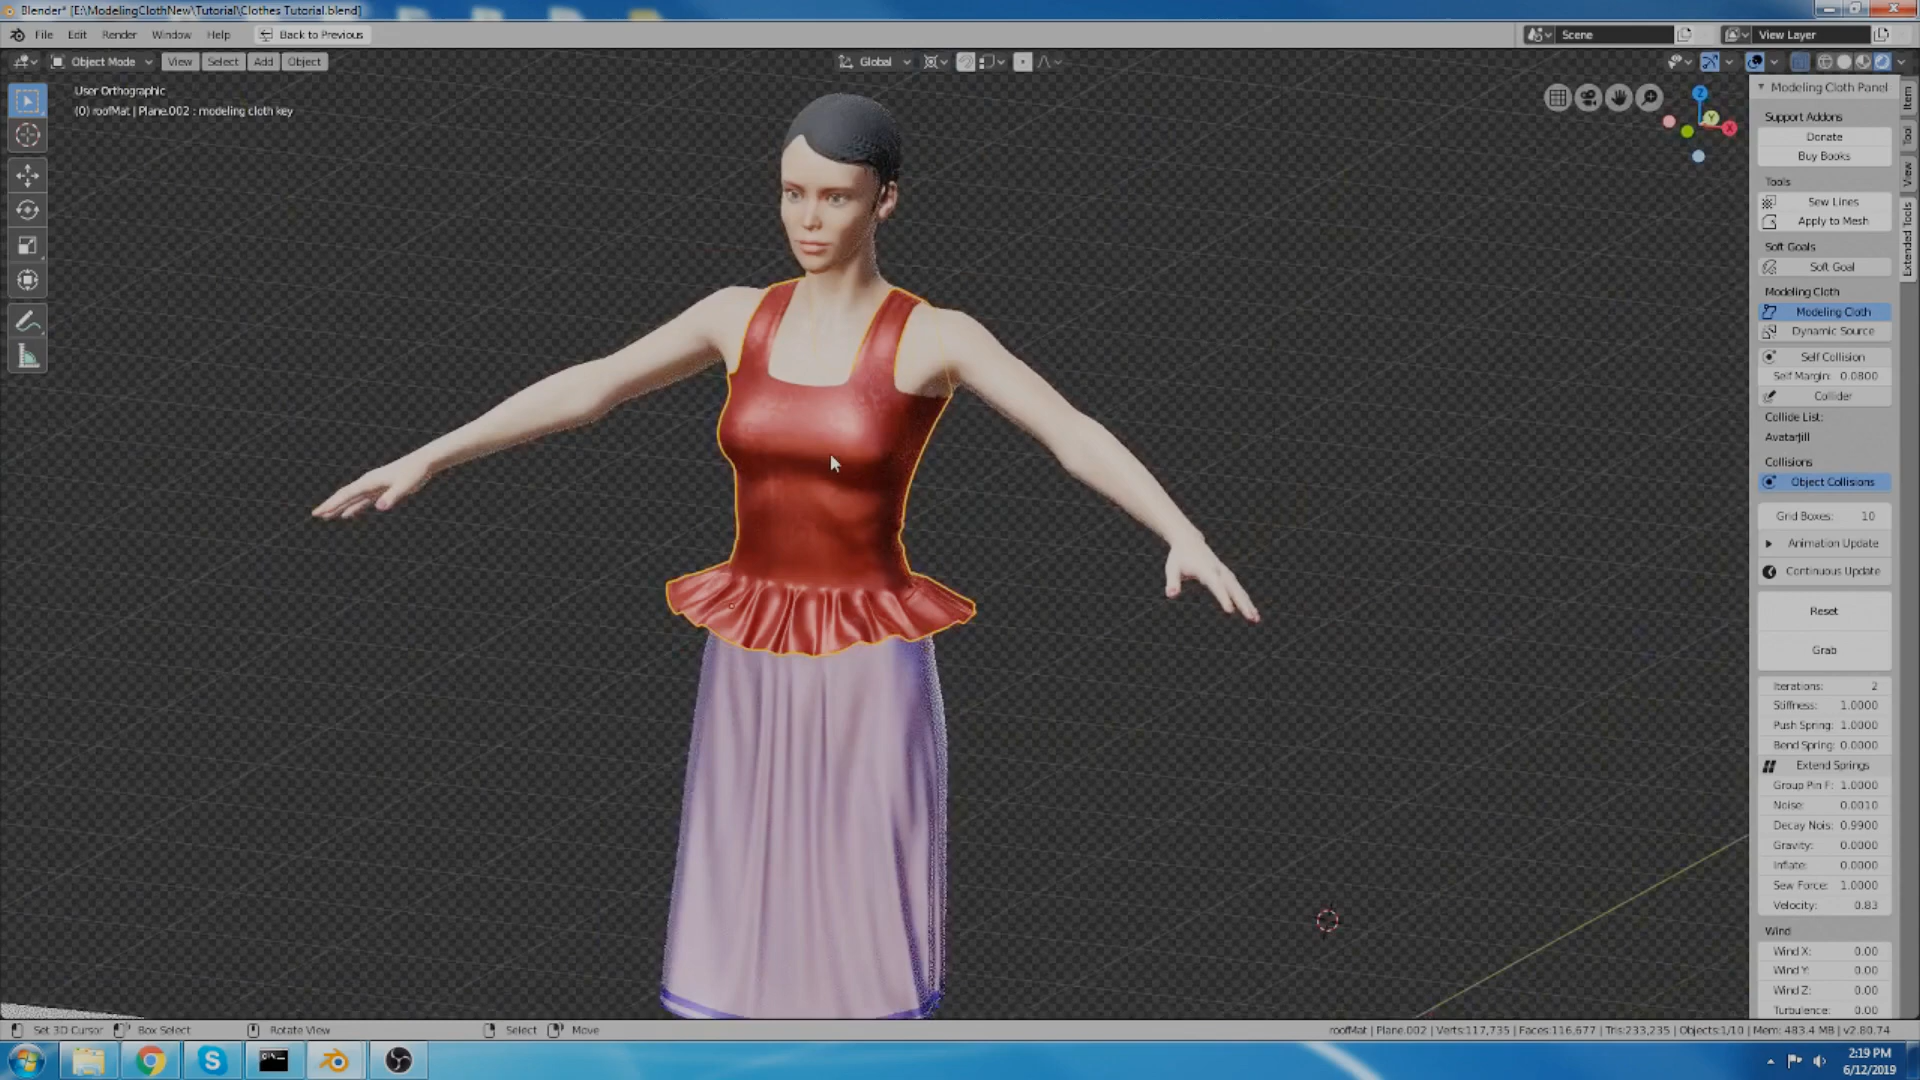 Blender* [E:\ModelingClothNew\Tutorial\Clothes Tutorial.blend]
File Edit Render Window Help Back to Previous
Scene
View Layer
Object Mode View Select Add Object
Global
User Orthographic
(0) roofMat | Plane.002 : modeling cloth key
Z
Y
X
Item
Tool
View
Extended Tools
Modeling Cloth Panel
Support Addons
Donate
Buy Books
Tools
Sew Lines
Apply to Mesh
Soft Goals
Soft Goal
Modeling Cloth
Modeling Cloth
Dynamic Source
Self Collision
Self Margin: 0.0800
Collider
Collide List:
AvatarJill
Collisions
Object Collisions
Grid Boxes: 10
Animation Update
Continuous Update
Reset
Grab
Iterations: 2
Stiffness: 1.0000
Push Spring: 1.0000
Bend Spring: 0.0000
Extend Springs
Group Pin F: 1.0000
Noise: 0.0010
Decay Nois: 0.9900
Gravity: 0.0000
Inflate: 0.0000
Sew Force: 1.0000
Velocity: 0.83
Wind
Wind X: 0.00
Wind Y: 0.00
Wind Z: 0.00
Turbulence: 0.00
Set 3D Cursor Box Select Rotate View Select Move
roofMat | Plane.002 | Verts:117,735 | Faces:116,677 | Tris:233,235 | Objects:1/10 | Mem: 483.4 MB | v2.80.74
2:19 PM
6/12/2019